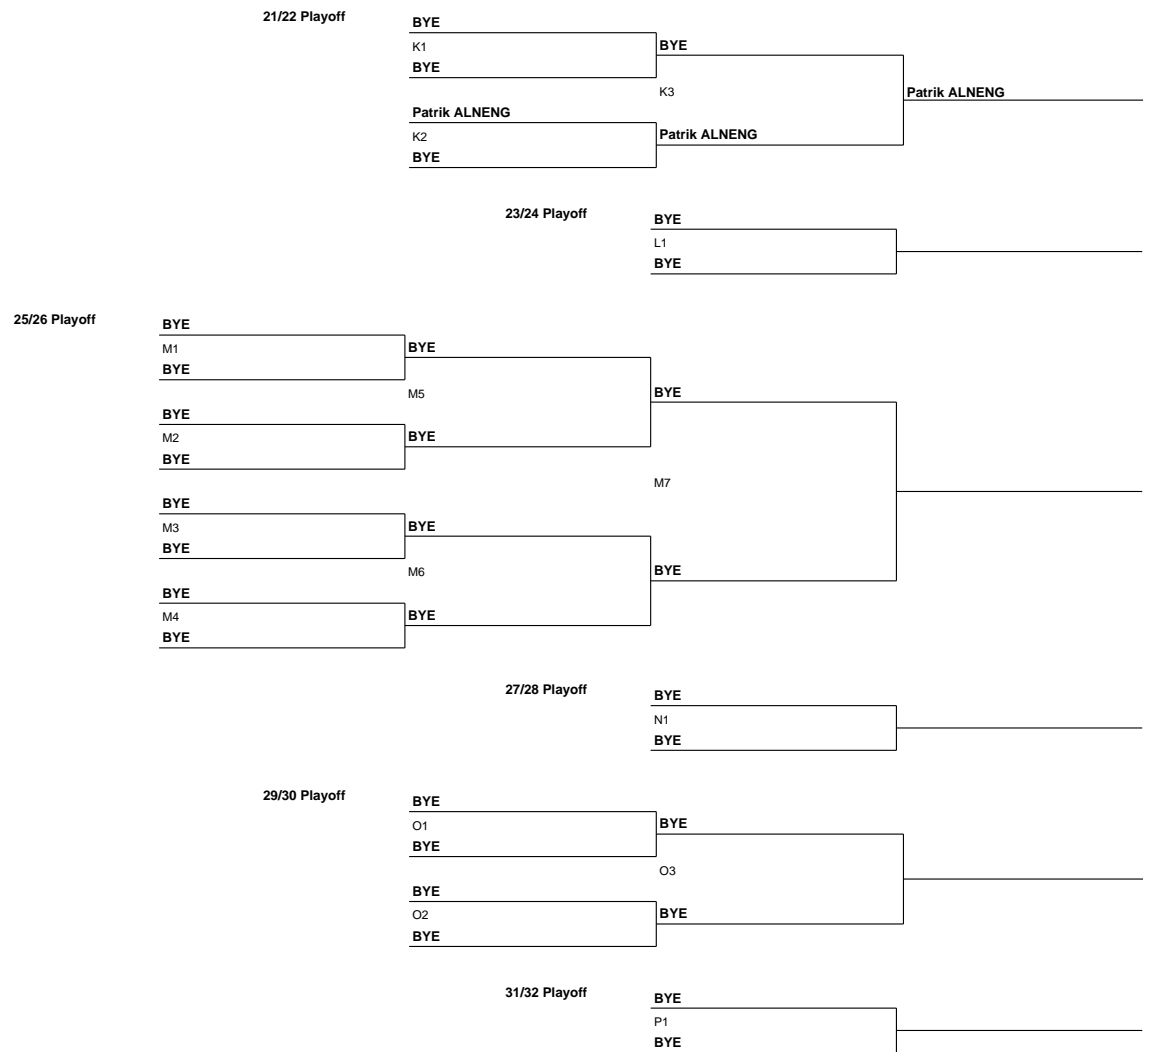 21/22 Playoff
BYE
K1
BYE
BYE
K3
Patrik ALNENG
Patrik ALNENG
K2
BYE
Patrik ALNENG
23/24 Playoff
BYE
L1
BYE
25/26 Playoff
BYE
M1
BYE
BYE
M5
BYE
BYE
M2
BYE
BYE
M7
BYE
M3
BYE
BYE
M6
BYE
BYE
M4
BYE
BYE
27/28 Playoff
BYE
N1
BYE
29/30 Playoff
BYE
O1
BYE
BYE
O3
BYE
O2
BYE
BYE
31/32 Playoff
BYE
P1
BYE